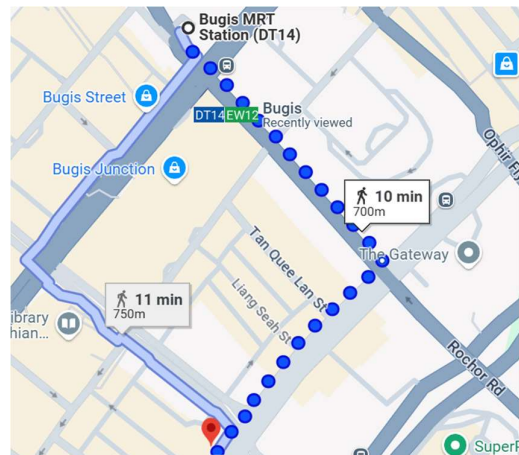 Bugis MRT
Station (DT14)
Bugis Street
DT14 EW12
Bugis
Recently viewed
Bugis Junction
Ophir
10 min
700m
The Gateway
Tan Quee Lan St
Liang Seah St
11 min
750m
ibrary
hian...
Rochor Rd
SuperP